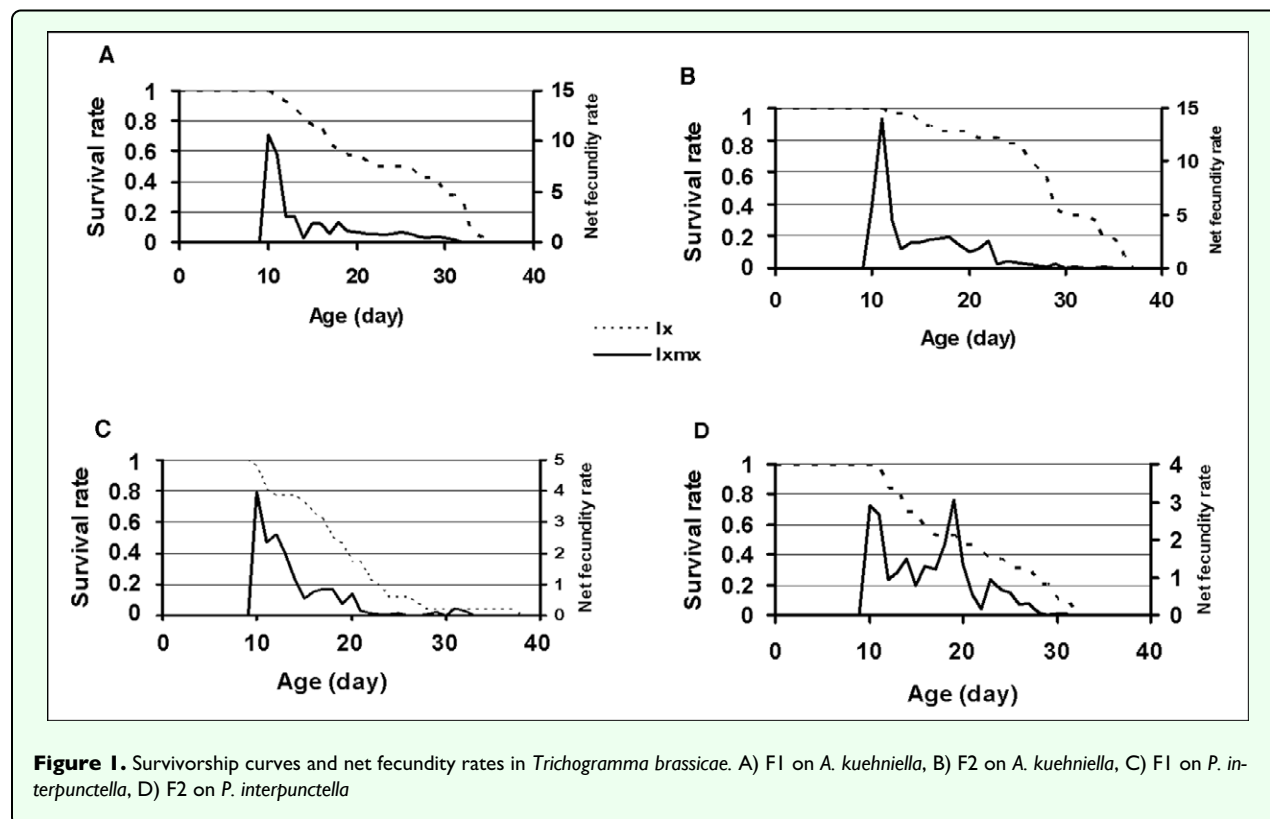 A
Survival rate
1
0.8
0.6
0.4
0.2
0
15
10
5
0
Net fecundity rate
0 10 20 30 40
Age (day)
B
Survival rate
1
0.8
0.6
0.4
0.2
0
15
10
5
0
Net fecundity rate
0 10 20 30 40
Age (day)
lx
lxmx
C
Survival rate
1
0.8
0.6
0.4
0.2
0
5
4
3
2
1
0
Net fecundity rate
0 10 20 30 40
Age (day)
D
Survival rate
1
0.8
0.6
0.4
0.2
0
4
3
2
1
0
Net fecundity rate
0 10 20 30 40
Age (day)
Figure 1. Survivorship curves and net fecundity rates in Trichogramma brassicae. A) F1 on A. kuehniella, B) F2 on A. kuehniella, C) F1 on P. in-
terpunctella, D) F2 on P. interpunctella